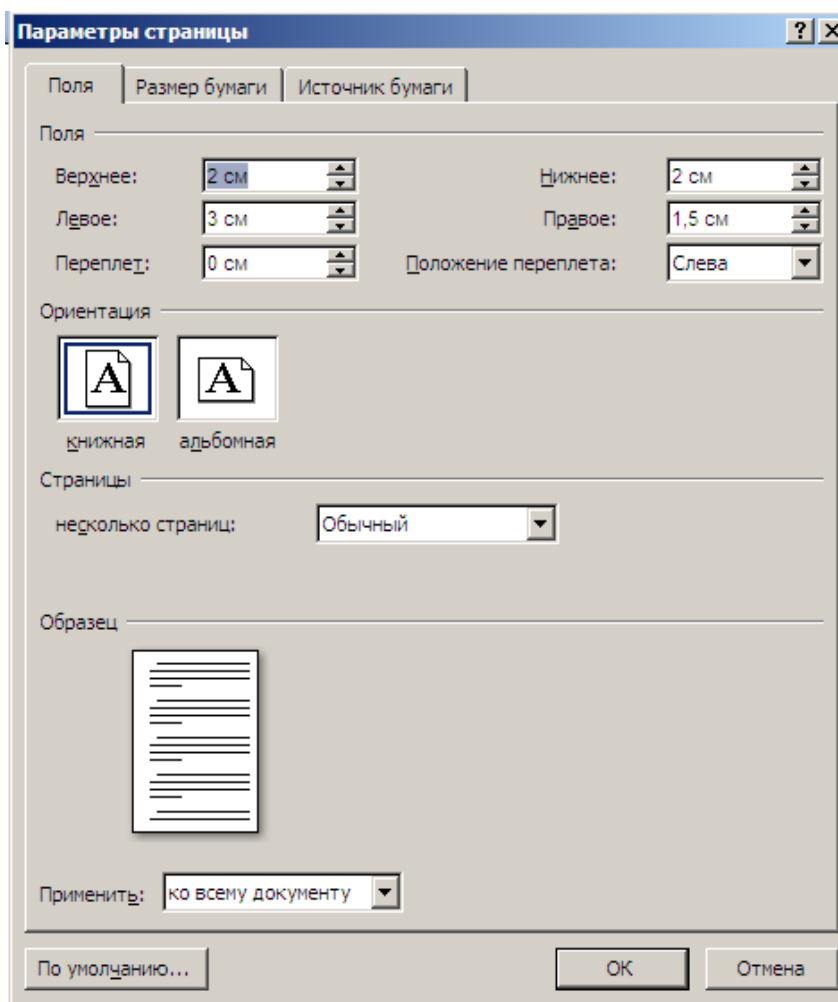 Параметры страницы
Поля Размер бумаги Источник бумаги
Поля
Верхнее: 2 см Нижнее: 2 см
Левое: 3 см Правое: 1,5 см
Переплет: 0 см Положение переплета: Слева
Ориентация
A A
книжная альбомная
Страницы
несколько страниц: Обычный
Образец
Применить: ко всему документу
По умолчанию... ОК Отмена